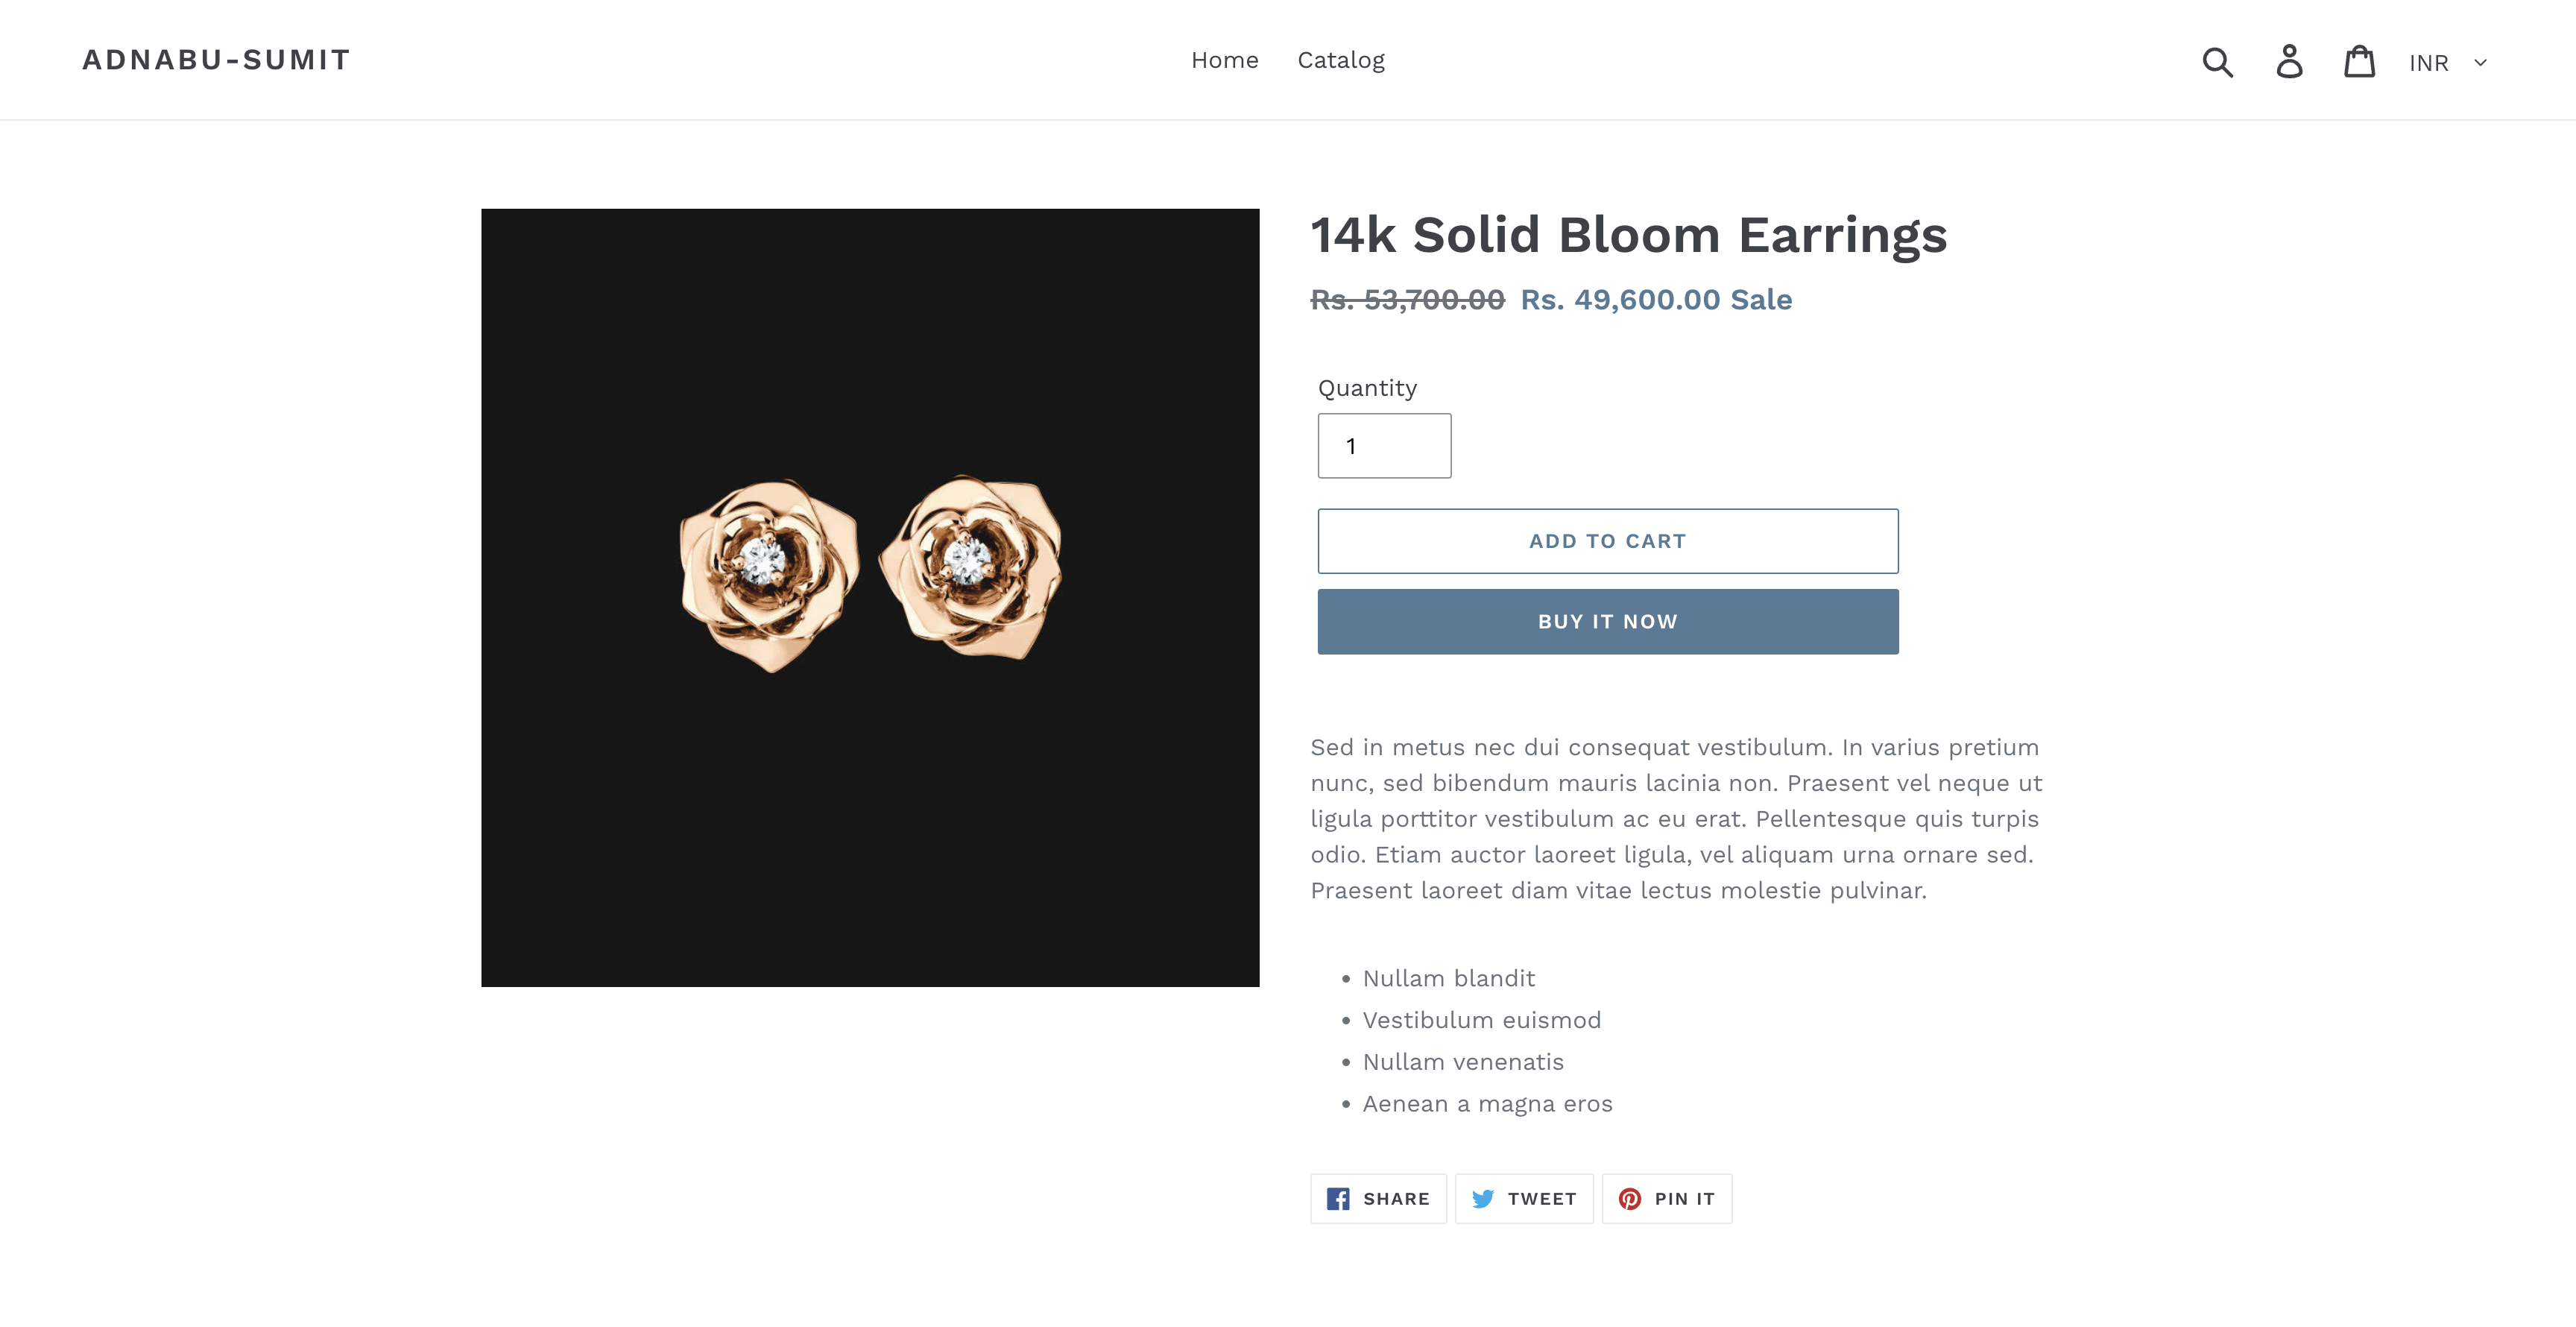 ADNABU-SUMIT
Home Catalog
INR
14k Solid Bloom Earrings
Rs. 53,700.00 Rs. 49,600.00 Sale
Quantity
1
ADD TO CART
BUY IT NOW
Sed in metus nec dui consequat vestibulum. In varius pretium
nunc, sed bibendum mauris lacinia non. Praesent vel neque ut
ligula porttitor vestibulum ac eu erat. Pellentesque quis turpis
odio. Etiam auctor laoreet ligula, vel aliquam urna ornare sed.
Praesent laoreet diam vitae lectus molestie pulvinar.
• Nullam blandit
• Vestibulum euismod
• Nullam venenatis
• Aenean a magna eros
SHARE TWEET PIN IT